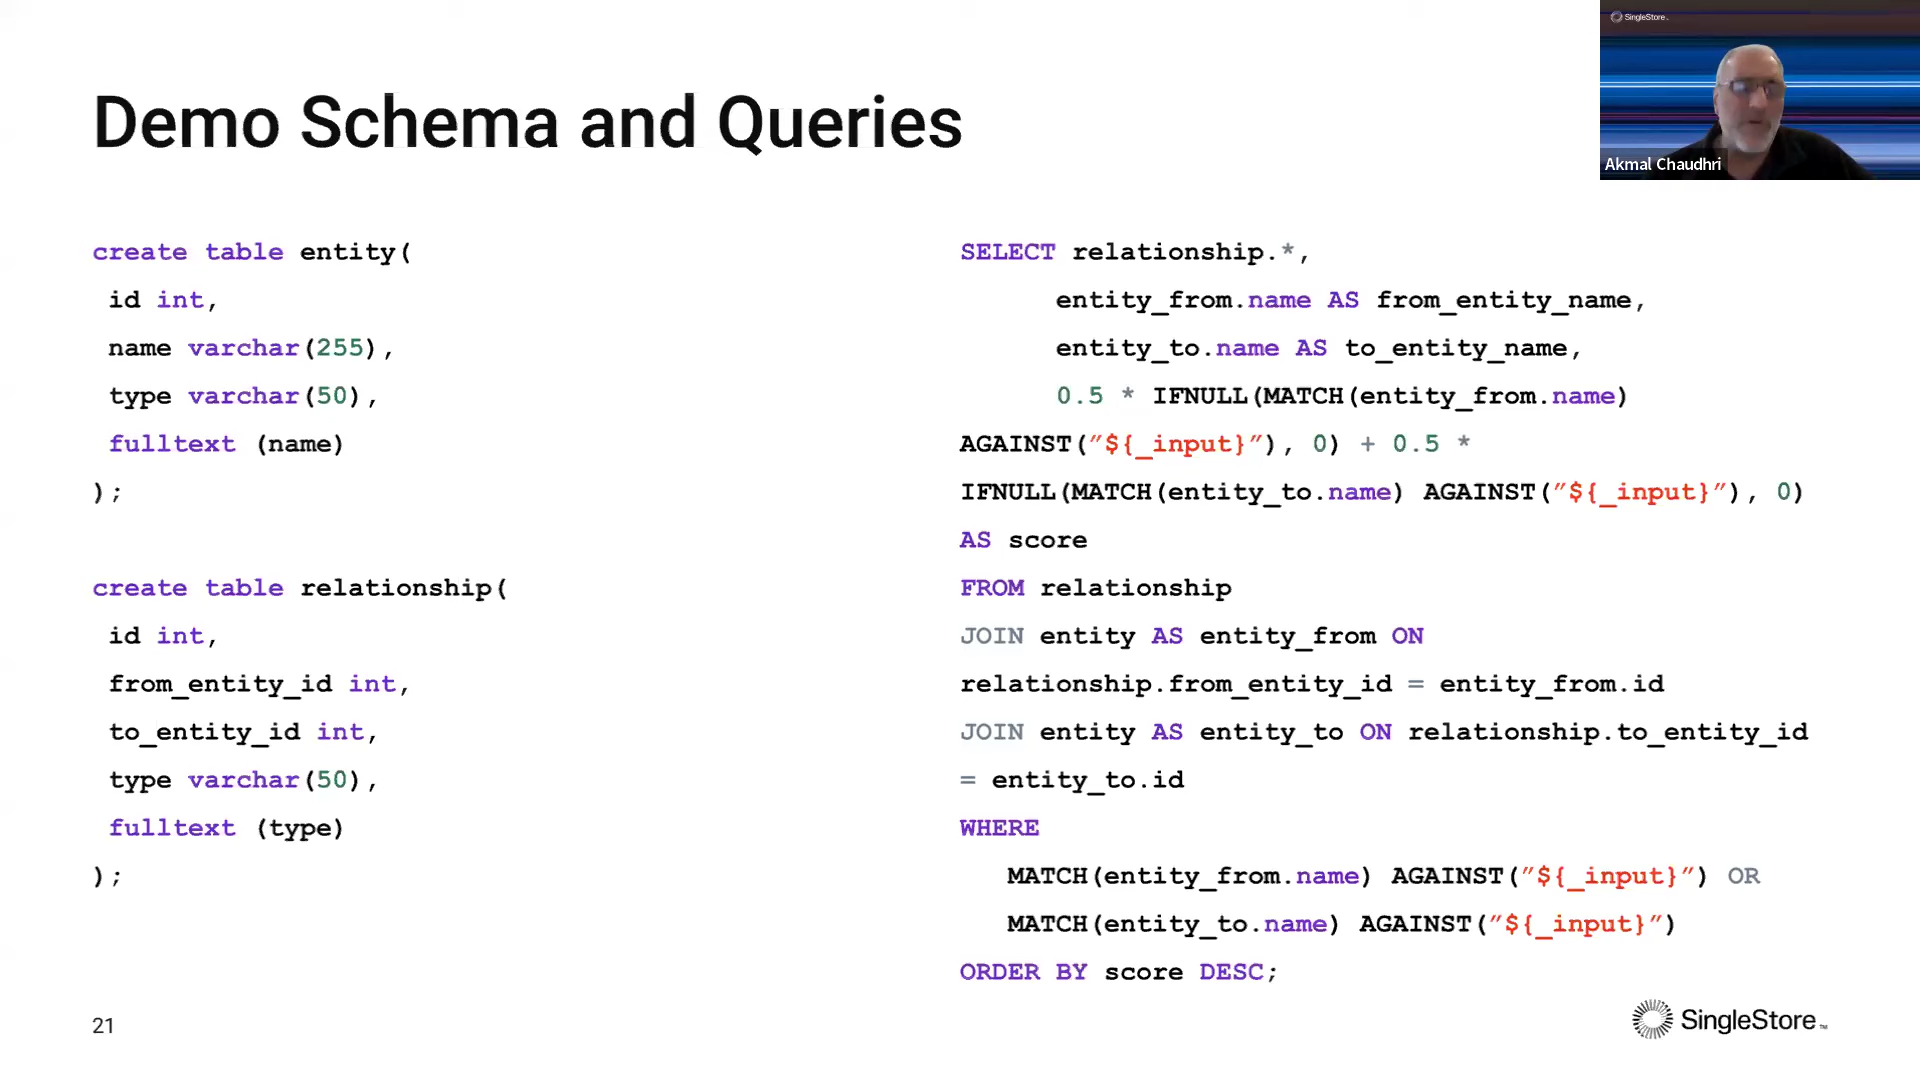 SingleStore
Akmal Chaudhri
Demo Schema and Queries
create table entity(
id int,
name varchar(255),
type varchar(50),
fulltext (name)
);
create table relationship(
id int,
from_entity_id int,
to_entity_id int,
type varchar(50),
fulltext (type)
);
SELECT relationship.*,
entity_from.name AS from_entity_name,
entity_to.name AS to_entity_name,
0.5 * IFNULL(MATCH(entity_from.name)
AGAINST(”${_input}”), 0) + 0.5 *
IFNULL(MATCH(entity_to.name) AGAINST(”${_input}”), 0)
AS score
FROM relationship
JOIN entity AS entity_from ON
relationship.from_entity_id = entity_from.id
JOIN entity AS entity_to ON relationship.to_entity_id
= entity_to.id
WHERE
MATCH(entity_from.name) AGAINST(”${_input}”) OR
MATCH(entity_to.name) AGAINST(”${_input}”)
ORDER BY score DESC;
21
SingleStore™